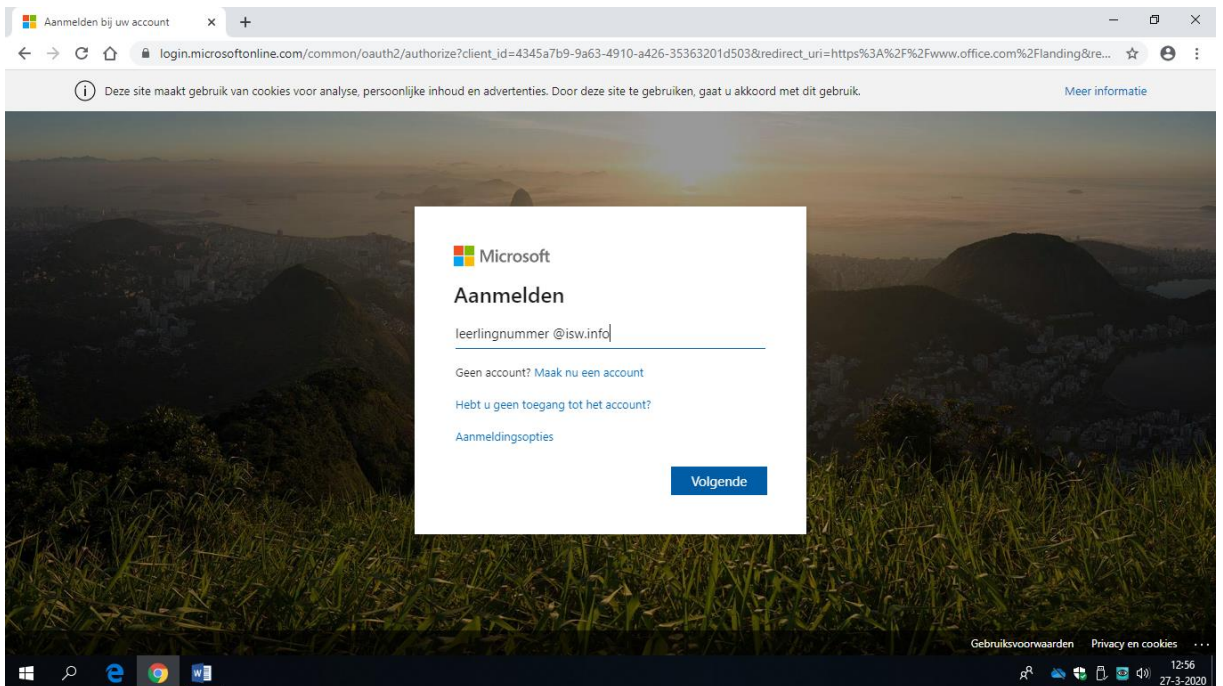 Aanmelden bij uw account
login.microsoftonline.com/common/oauth2/authorize?client_id=4345a7b9-9a63-4910-a426-35363201d503&redirect_uri=https%3A%2F%2Fwww.office.com%2Flanding&re...
Deze site maakt gebruik van cookies voor analyse, persoonlijke inhoud en advertenties. Door deze site te gebruiken, gaat u akkoord met dit gebruik. Meer informatie
Microsoft
Aanmelden
leerlingnummer @isw.info
Geen account? Maak nu een account
Hebt u geen toegang tot het account?
Aanmeldingsopties
Volgende
Gebruiksvoorwaarden Privacy en cookies ...
12:56
27-3-2020